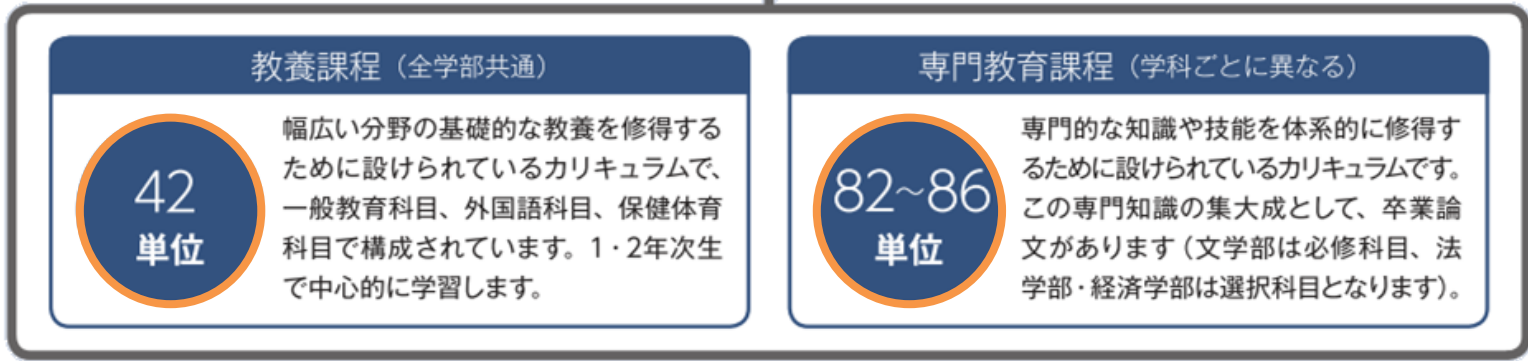 教養課程（全学部共通）
42
単位
幅広い分野の基礎的な教養を修得する
ために設けられているカリキュラムで、
一般教育科目、外国語科目、保健体育
科目で構成されています。1・2年次生
で中心的に学習します。
専門教育課程（学科ごとに異なる）
82～86
単位
専門的な知識や技能を体系的に修得す
るために設けられているカリキュラムです。
この専門知識の集大成として、卒業論
文があります（文学部は必修科目、法
学部・経済学部は選択科目となります）。